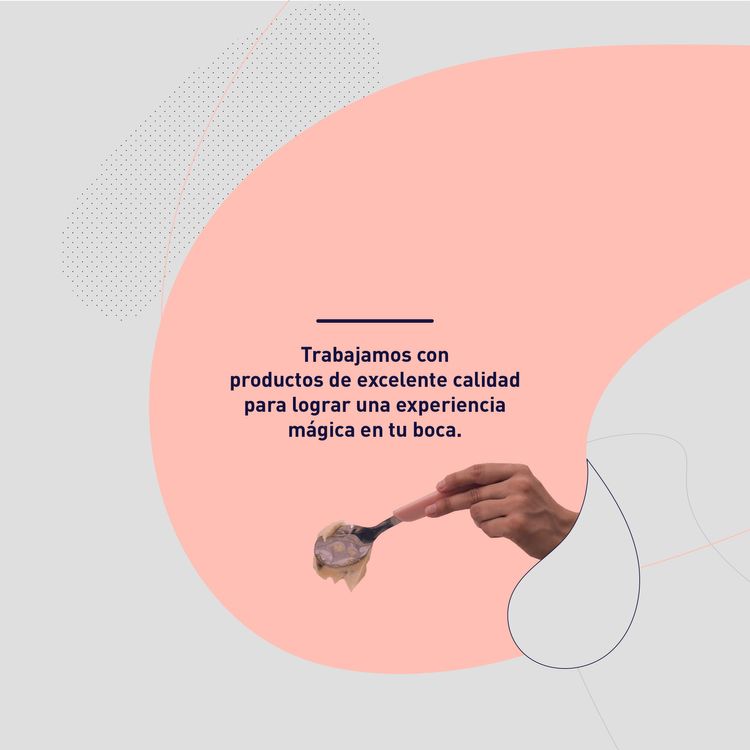 Trabajamos con
productos de excelente calidad
para lograr una experiencia
mágica en tu boca.